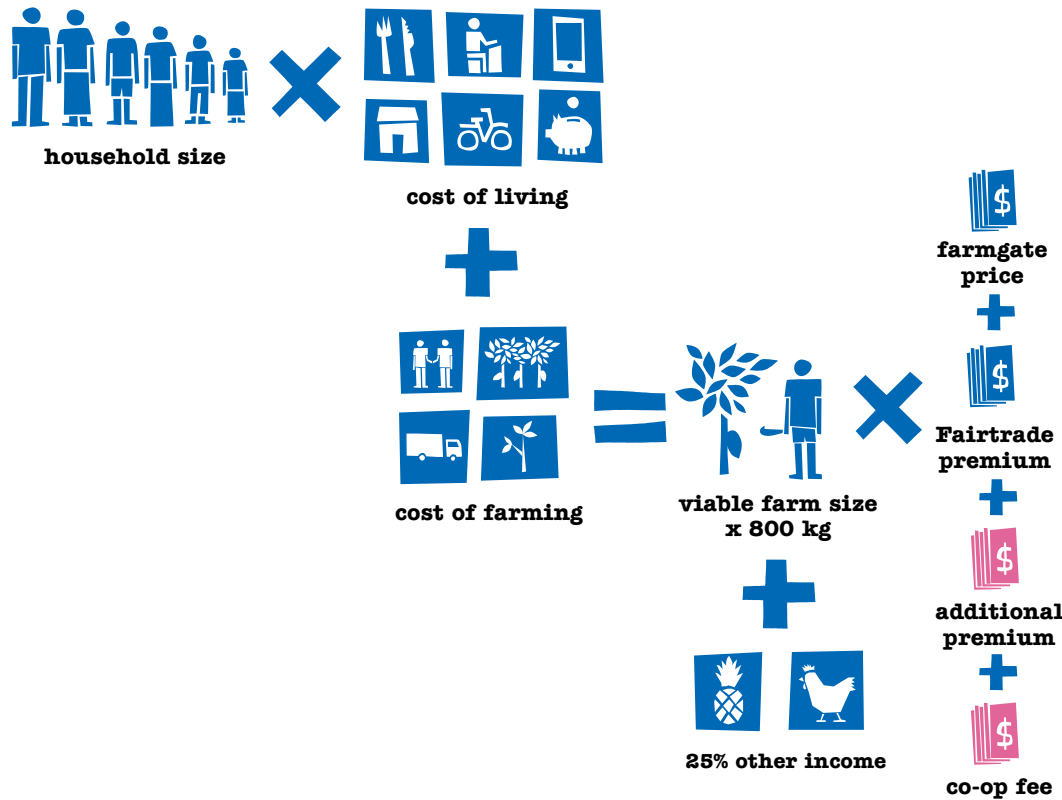 household size
cost of living
cost of farming
viable farm size
x 800 kg
25% other income
$
farmgate
price
$
Fairtrade
premium
$
additional
premium
$
co-op fee